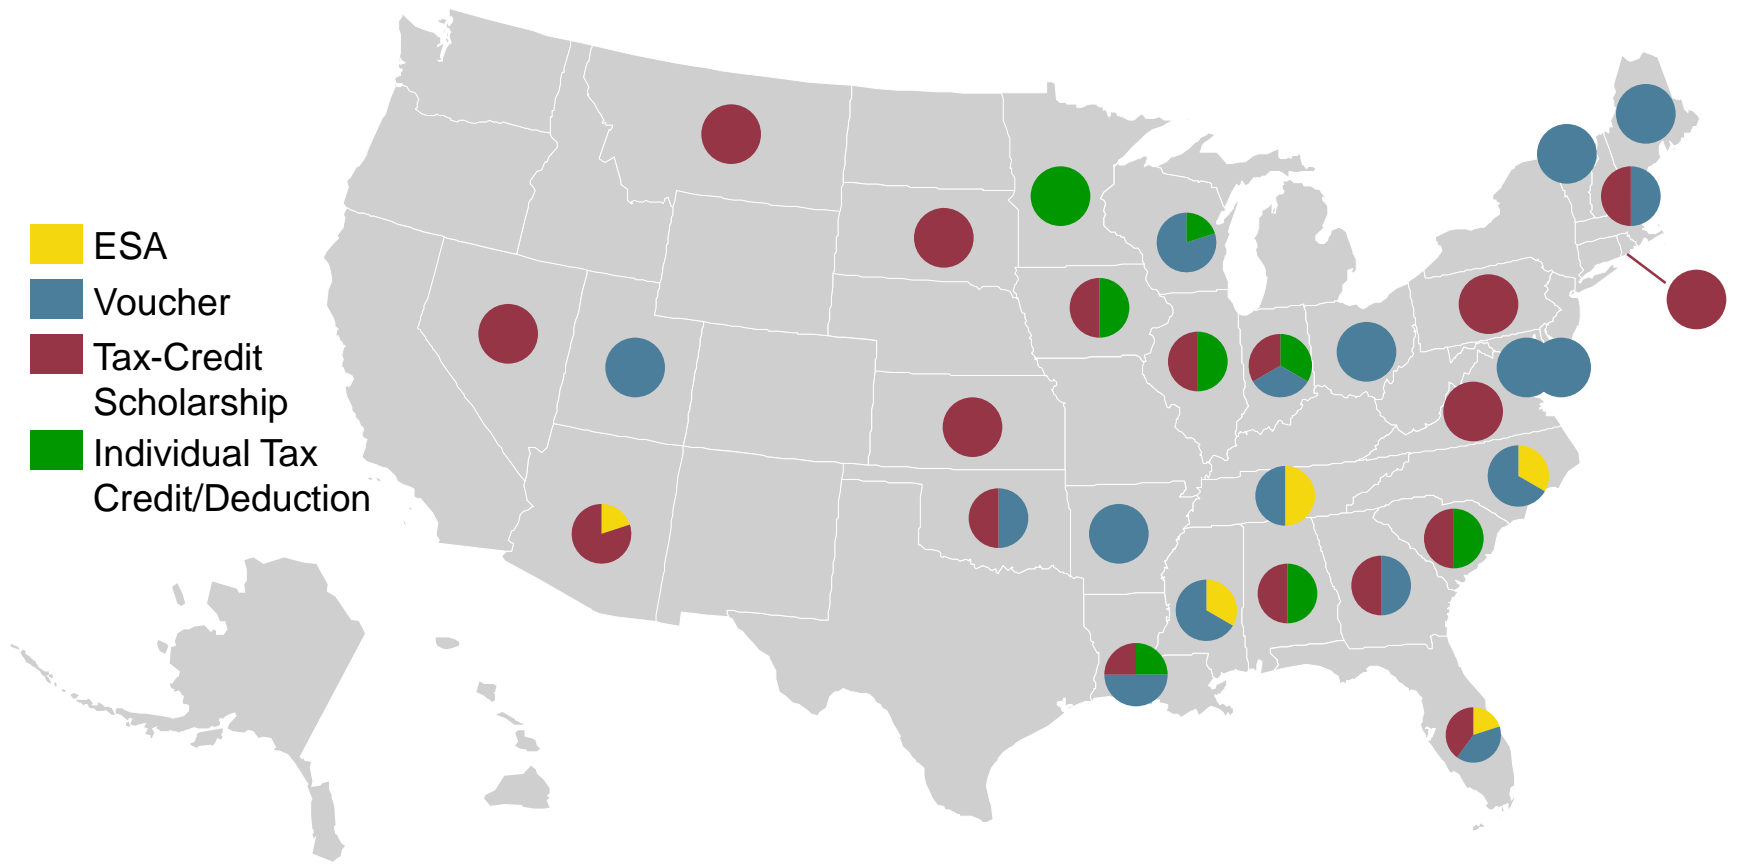 ESA
Voucher
Tax-Credit
Scholarship
Individual Tax
Credit/Deduction